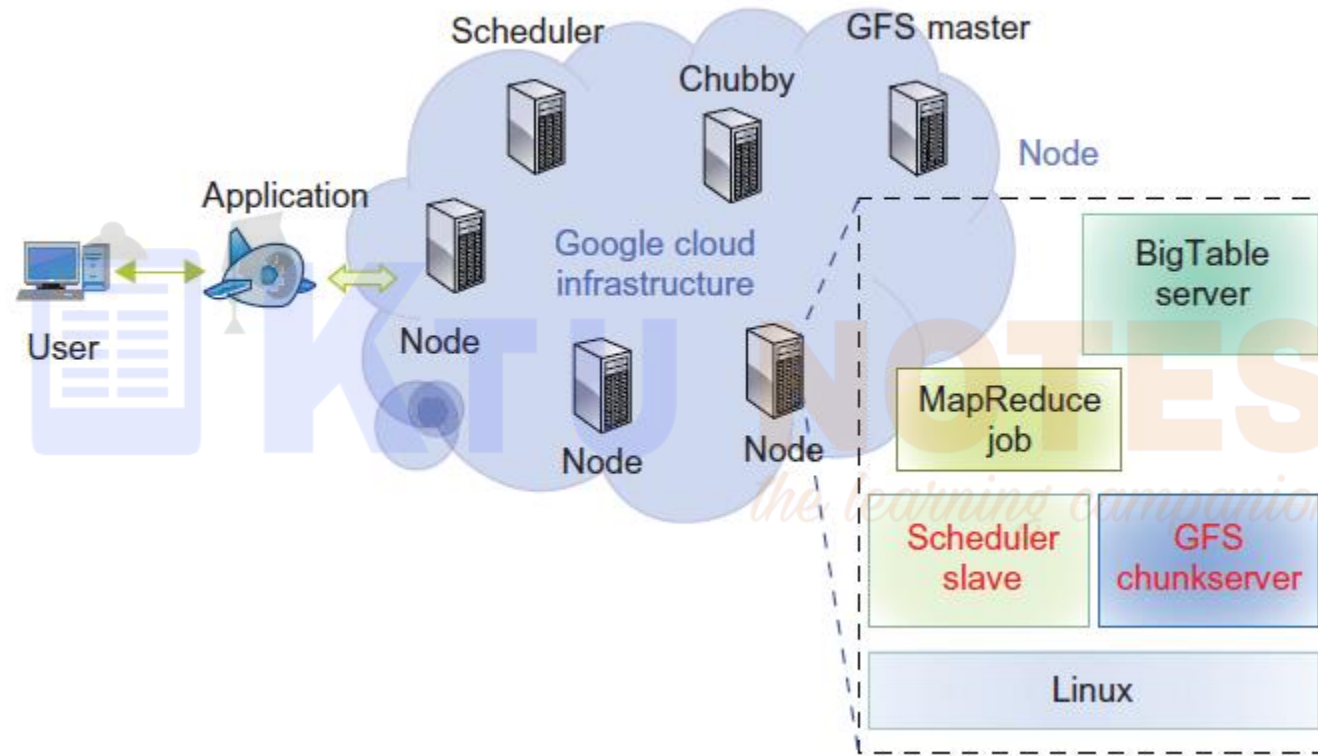 Scheduler
GFS master
Chubby
Node
Application
Google cloud
infrastructure
BigTable
server
User
Node
KTU NOTES
MapReduce
job
Node
Node
the learning companion
Scheduler
slave
GFS
chunkserver
Linux